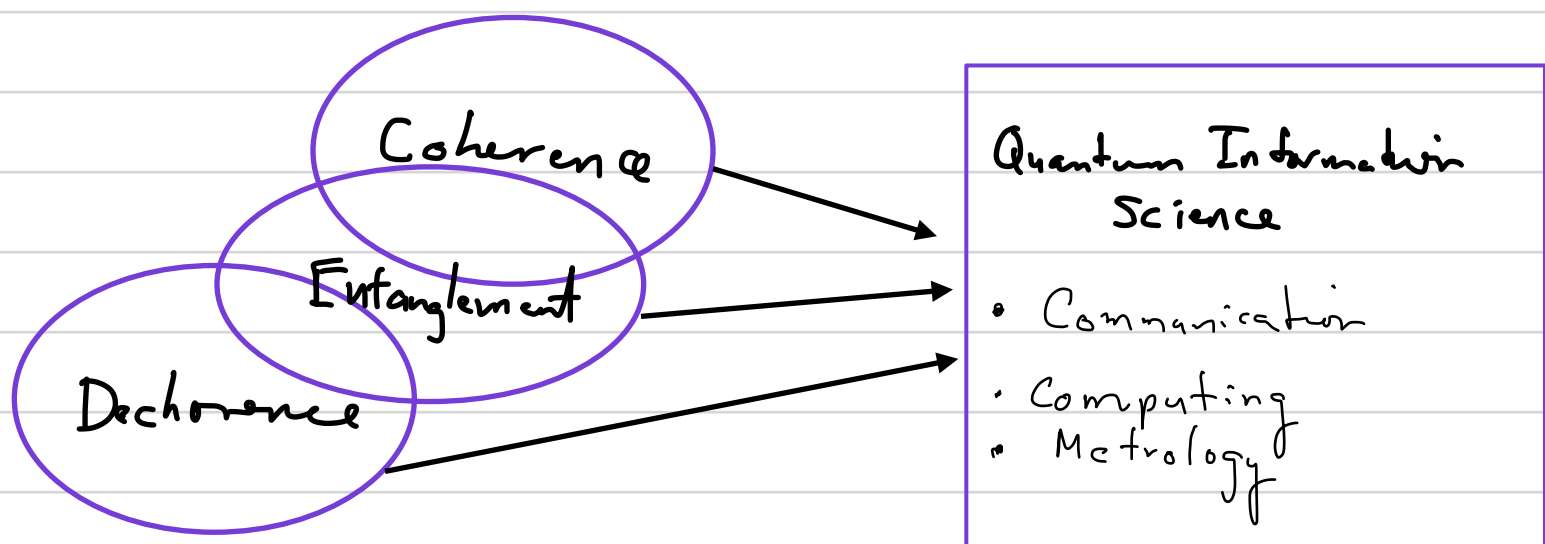 Coherence
Entanglement
Dechorence
Quantum Information
Science
• Communication
• Computing
• Metrology